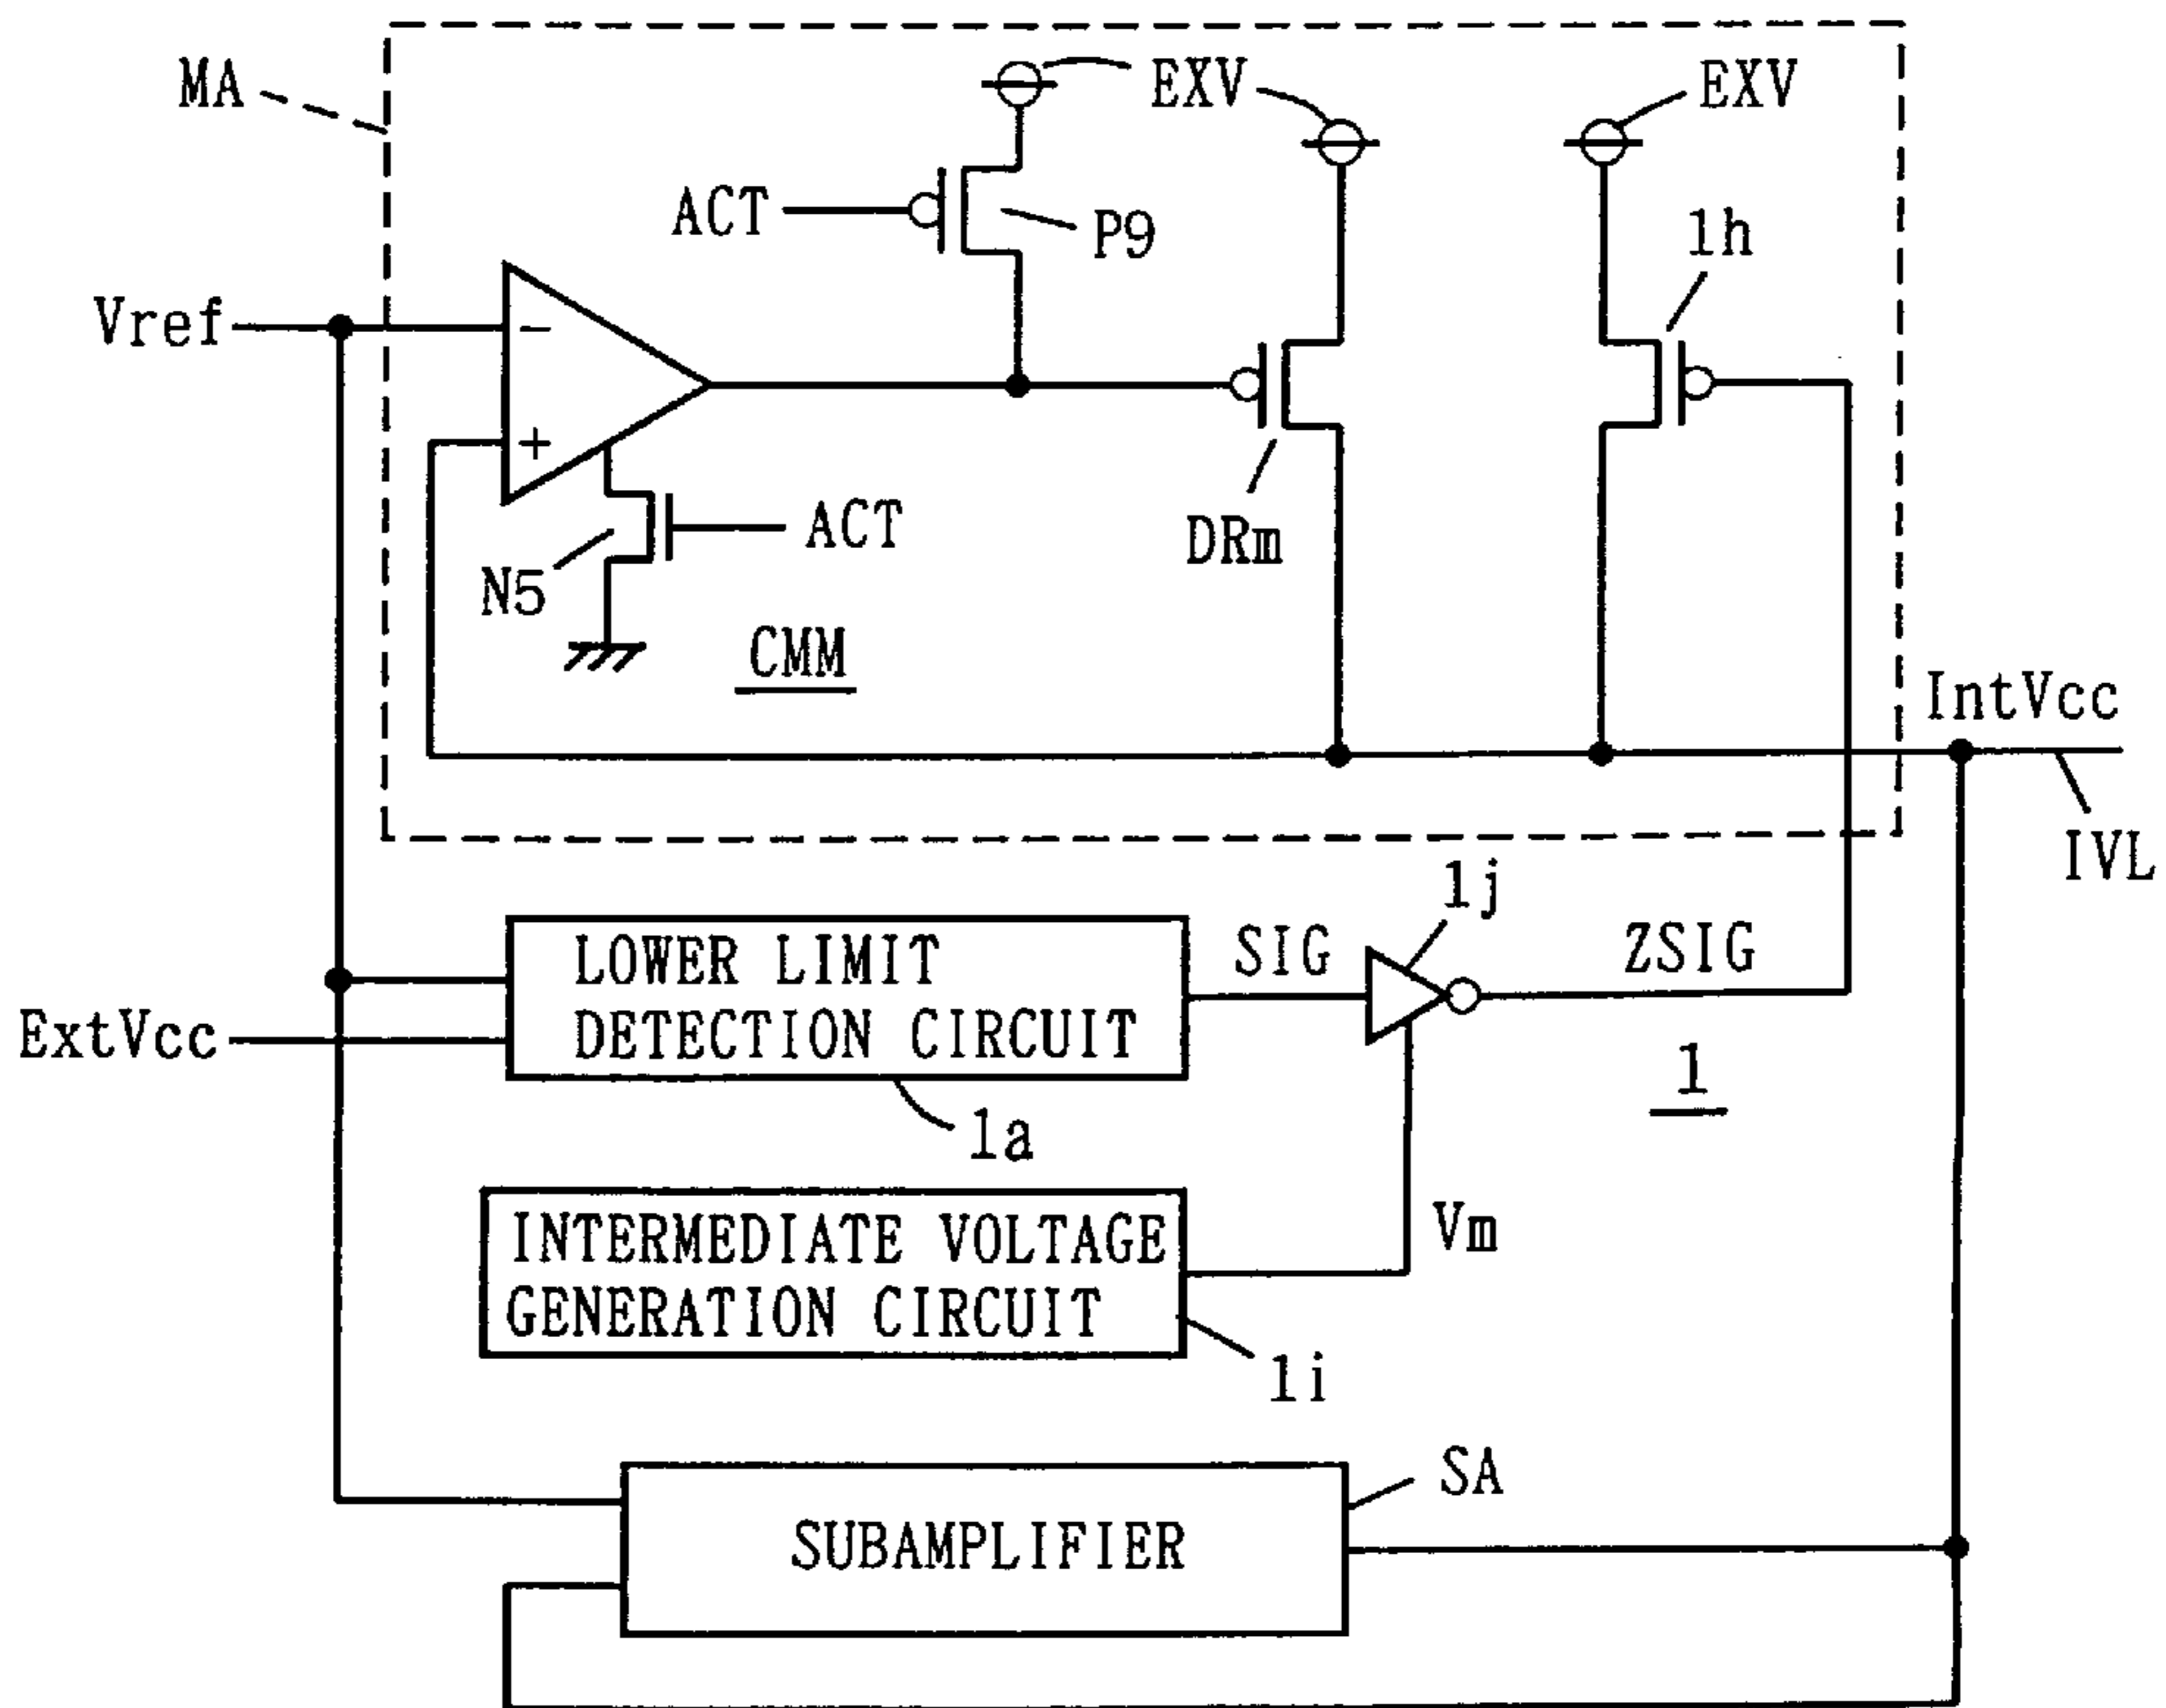 MA
EXV
EXV
ACT
P9
1h
Vref
-
+
ACT
DRm
N5
CMM
IntVcc
IVL
1j
LOWER LIMIT
DETECTION CIRCUIT
SIG
ZSIG
ExtVcc
1
1a
INTERMEDIATE VOLTAGE
GENERATION CIRCUIT
Vm
1i
SA
SUBAMPLIFIER